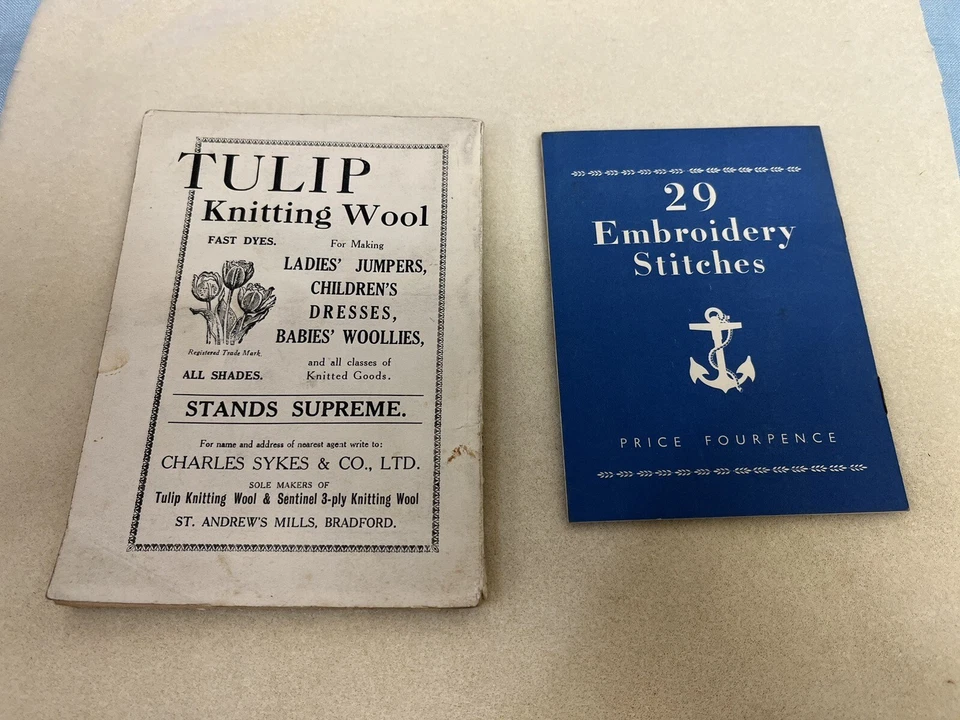 TULIP
Knitting Wool
FAST DYES.
For Making
LADIES' JUMPERS,
CHILDREN'S
DRESSES,
BABIES' WOOLLIES,
Registered Trade Mark.
and all classes of
ALL SHADES.
Knitted Goods.
STANDS SUPREME.
For name and address of nearest agent write to:
CHARLES SYKES & CO., LTD.
SOLE MAKERS OF
Tulip Knitting Wool & Sentinel 3-ply Knitting Wool
ST. ANDREW'S MILLS, BRADFORD.
29
Embroidery
Stitches
PRICE FOURPENCE